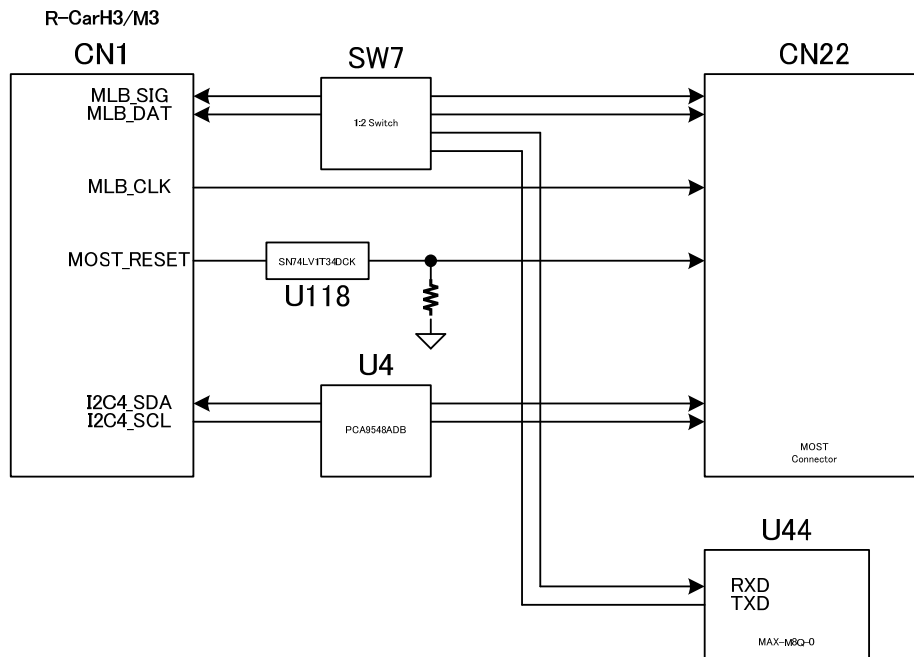 R-CarH3/M3
CN1
SW7
CN22
MLB_SIG
MLB_DAT
1:2 Switch
MLB_CLK
MOST_RESET
SN74LV1T34DCK
U118
U4
I2C4_SDA
I2C4_SCL
PCA9548ADB
MOST
Connector
U44
RXD
TXD
MAX-M8Q-0